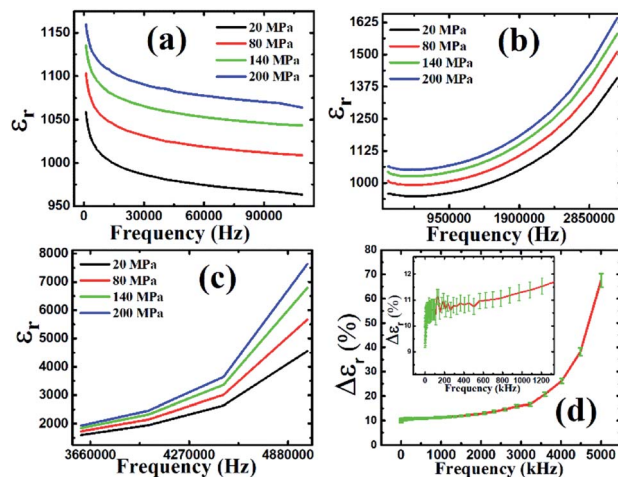 (a)
20 MPa
80 MPa
140 MPa
200 MPa
1150
1100
1050
1000
950
εr
0 30000 60000 90000
Frequency (Hz)
(b)
20 MPa
80 MPa
140 MPa
200 MPa
1625
1500
1375
1250
1125
1000
εr
950000 1900000 2850000
Frequency (Hz)
(c)
20 MPa
80 MPa
140 MPa
200 MPa
8000
7000
6000
5000
4000
3000
2000
εr
3660000 4270000 4880000
Frequency (Hz)
(d)
80
70
60
50
40
30
20
10
0
Δεr (%)
0 1000 2000 3000 4000 5000
Frequency (kHz)
12
11
10
9
Δεr (%)
0 200 400 600 800 1000 1200
Frequency (kHz)